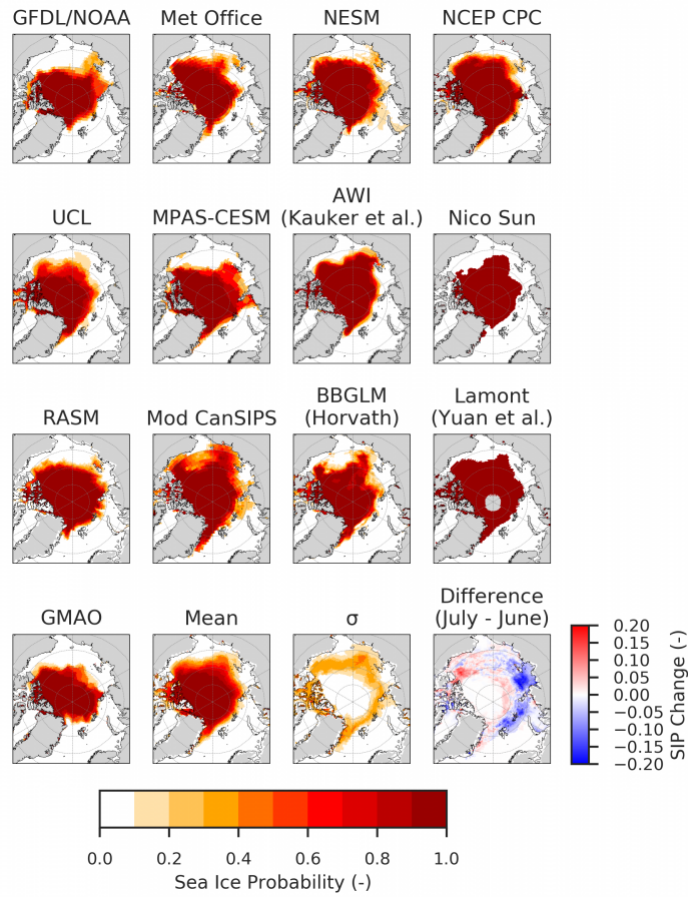 GFDL/NOAA Met Office NESM NCEP CPC
UCL MPAS-CESM AWI (Kauker et al.) Nico Sun
RASM Mod CanSIPS BBGLM (Horvath) Lamont (Yuan et al.)
GMAO Mean σ Difference (July - June)
0.20
0.15
0.10
0.05
0.00
−0.05
−0.10
−0.15
−0.20
SIP Change (-)
0.0 0.2 0.4 0.6 0.8 1.0
Sea Ice Probability (-)